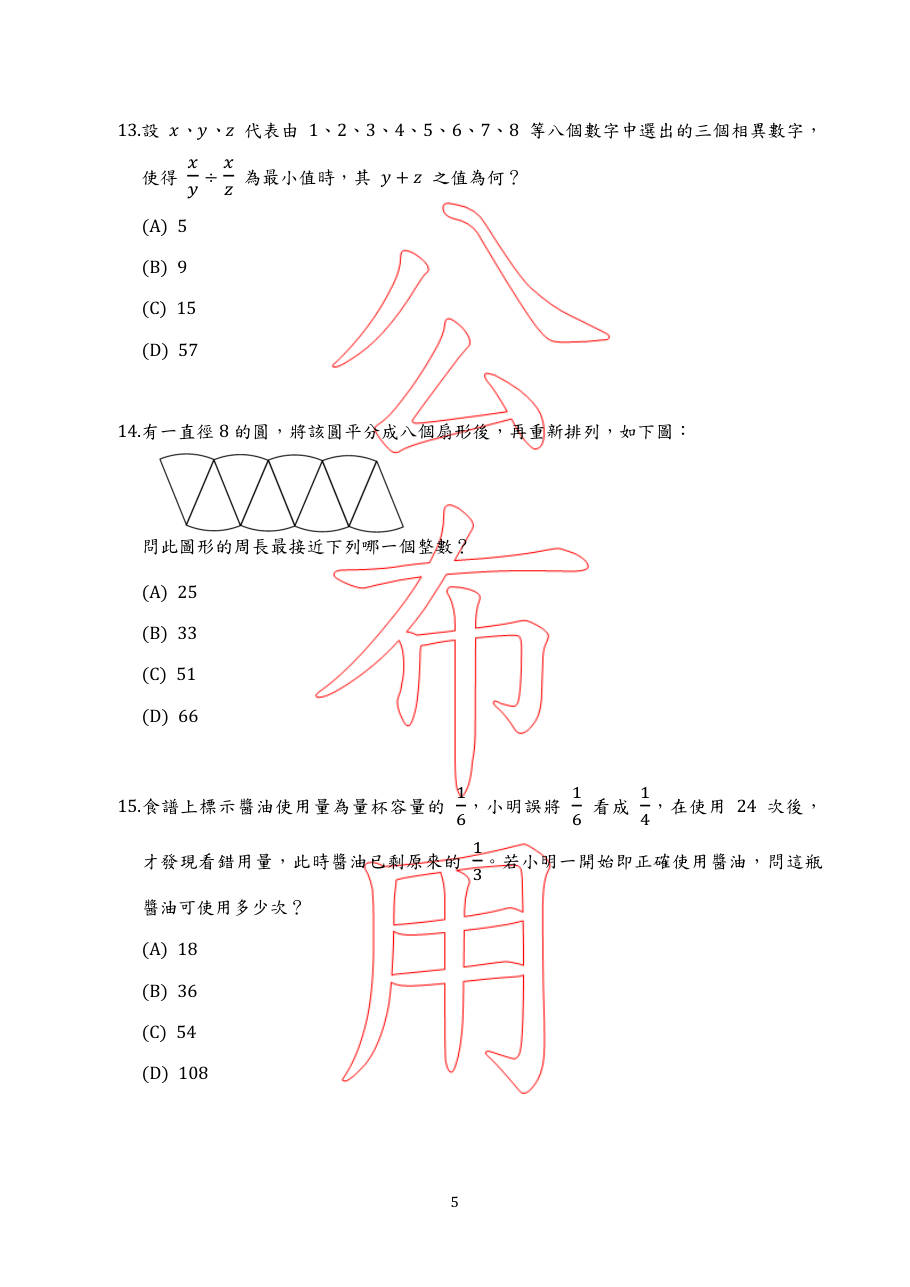 13.設 x、y、z 代表由 1、2、3、4、5、6、7、8 等八個數字中選出的三個相異數字，
使得 x/y ÷ x/z 為最小值時，其 y + z 之值為何？
(A) 5
(B) 9
(C) 15
(D) 57
14.有一直徑 8 的圓，將該圓平分成八個扇形後，再重新排列，如下圖：
問此圖形的周長最接近下列哪一個整數？
(A) 25
(B) 33
(C) 51
(D) 66
15.食譜上標示醬油使用量為量杯容量的 1/6，小明誤將 1/6 看成 1/4，在使用 24 次後，
才發現看錯用量，此時醬油已剩原來的 1/3。若小明一開始即正確使用醬油，問這瓶
醬油可使用多少次？
(A) 18
(B) 36
(C) 54
(D) 108
公
布
用
5